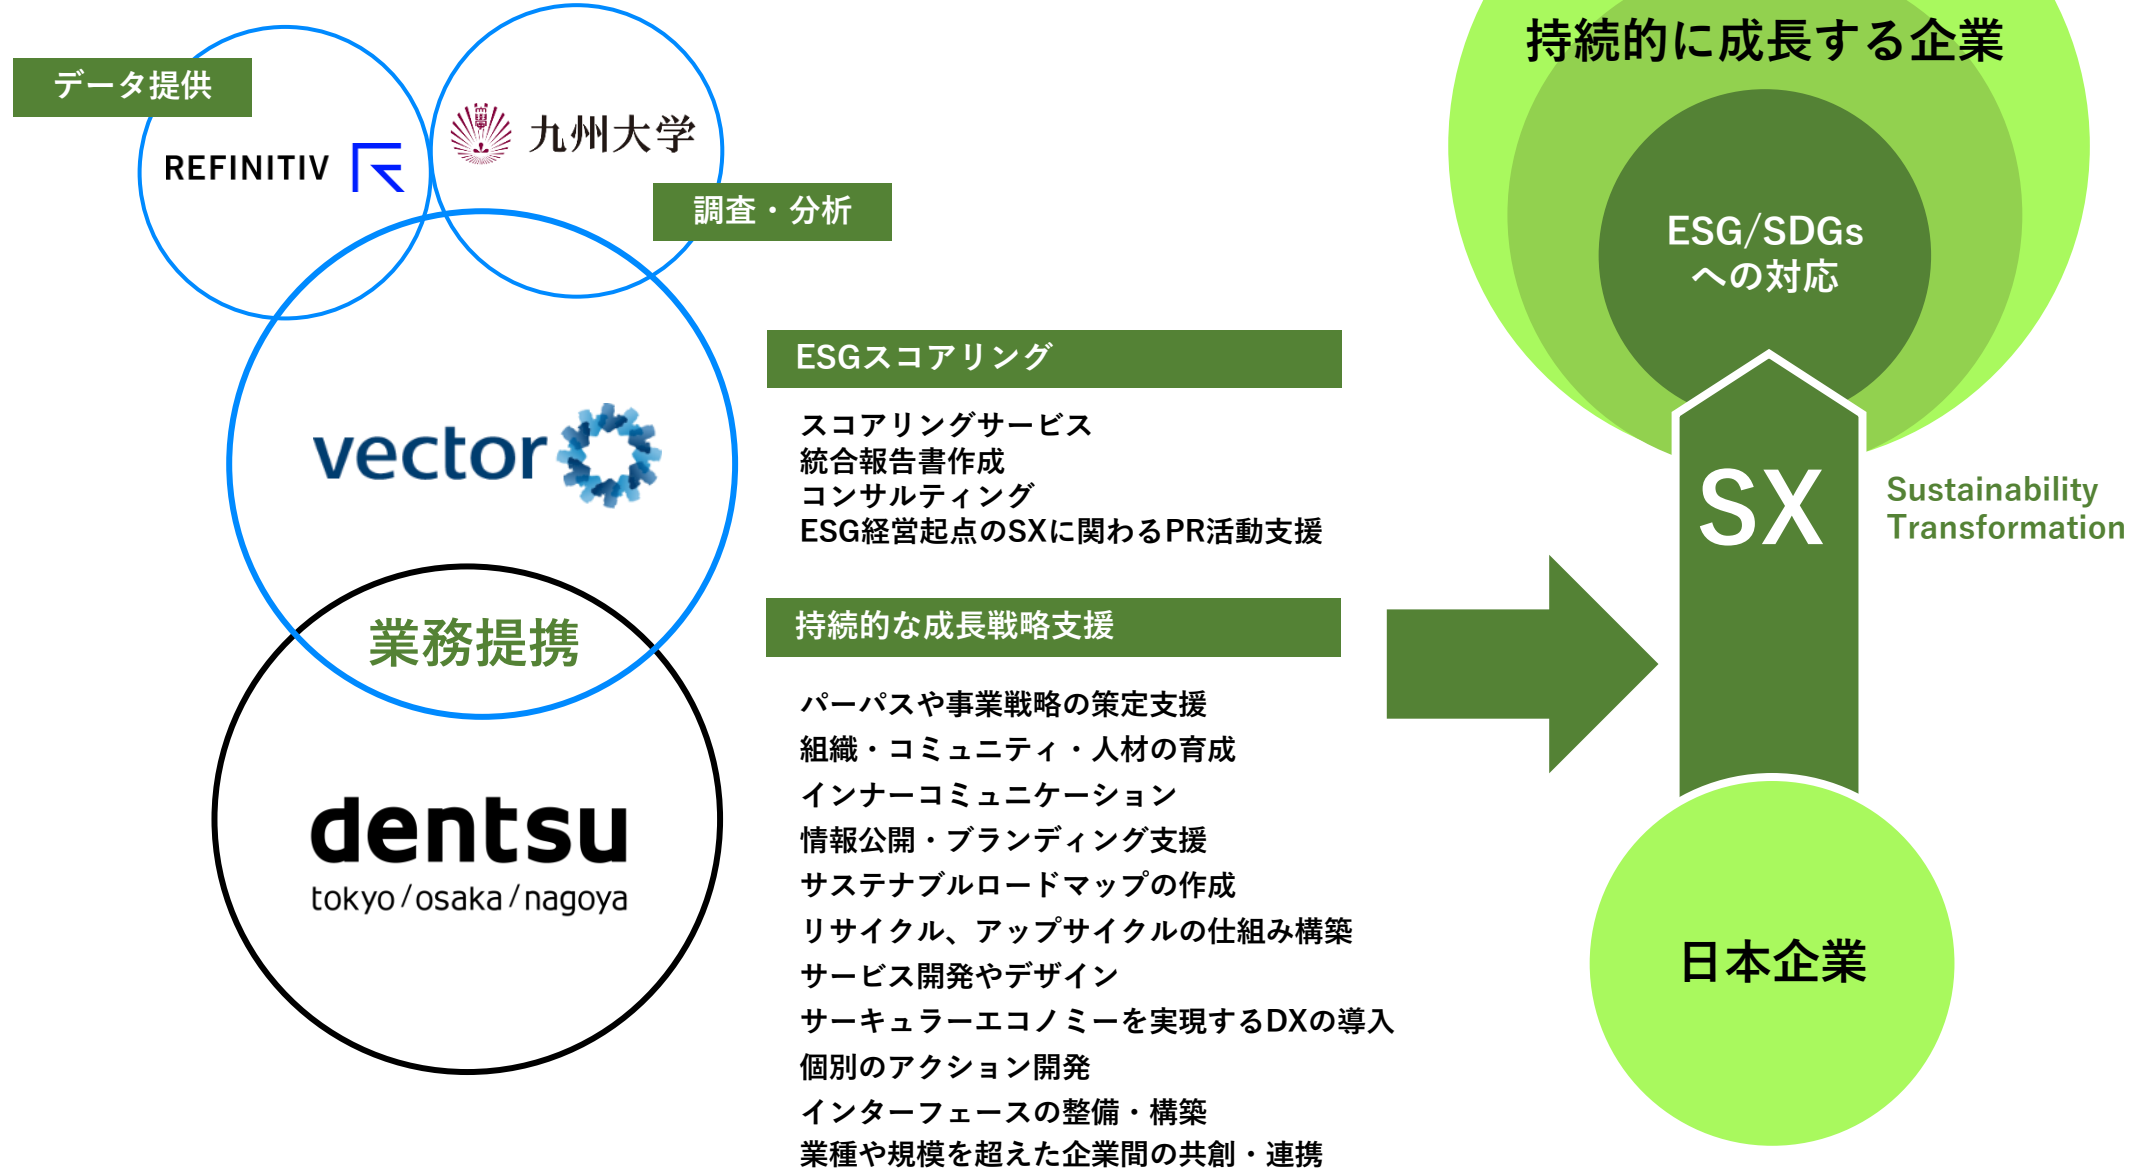 データ提供
REFINITIV
九州大学
調査・分析
vector
業務提携
dentsu
tokyo/osaka/nagoya
ESGスコアリング
スコアリングサービス
統合報告書作成
コンサルティング
ESG経営起点のSXに関わるPR活動支援
持続的な成長戦略支援
パーパスや事業戦略の策定支援
組織・コミュニティ・人材の育成
インナーコミュニケーション
情報公開・ブランディング支援
サステナブルロードマップの作成
リサイクル、アップサイクルの仕組み構築
サービス開発やデザイン
サーキュラーエコノミーを実現するDXの導入
個別のアクション開発
インターフェースの整備・構築
業種や規模を超えた企業間の共創・連携
持続的に成長する企業
ESG/SDGs
への対応
SX
Sustainability
Transformation
日本企業